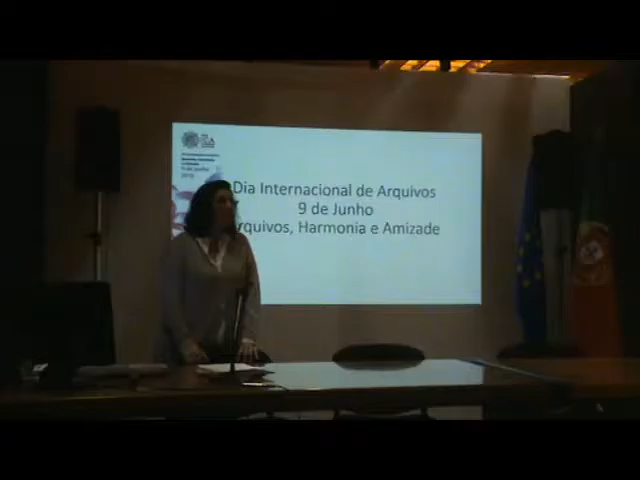 Dia Internacional de Arquivos
9 de Junho
rquivos, Harmonia e Amizade